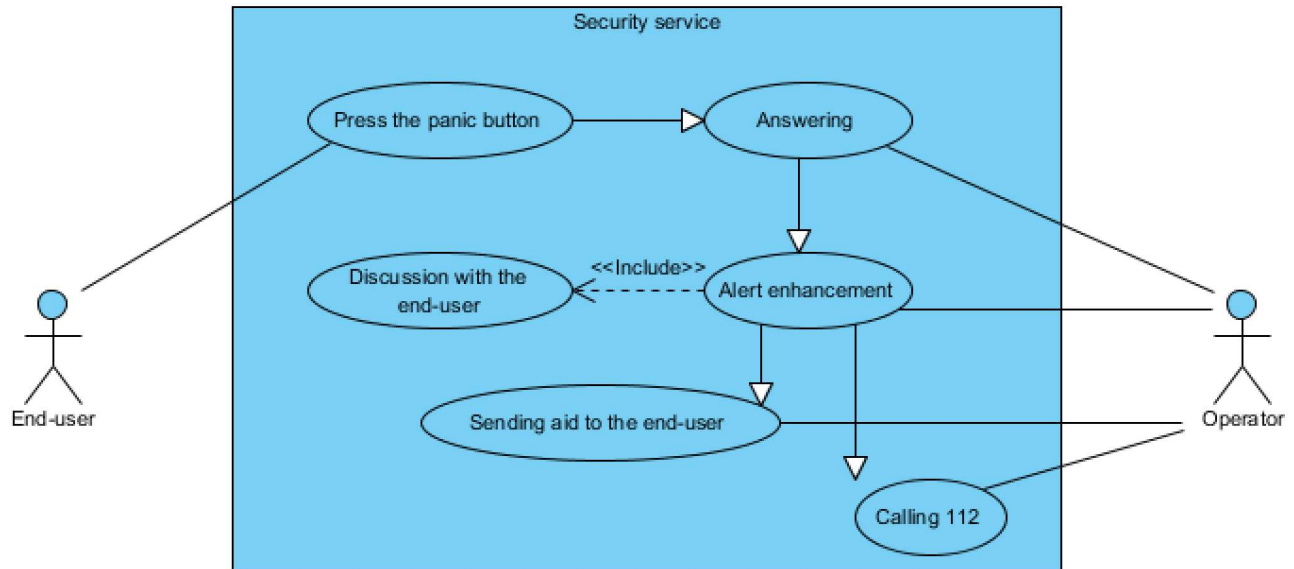 Security service
Press the panic button
Answering
Discussion with the
end-user
<<Include>>
Alert enhancement
End-user
Operator
Sending aid to the end-user
Calling 112